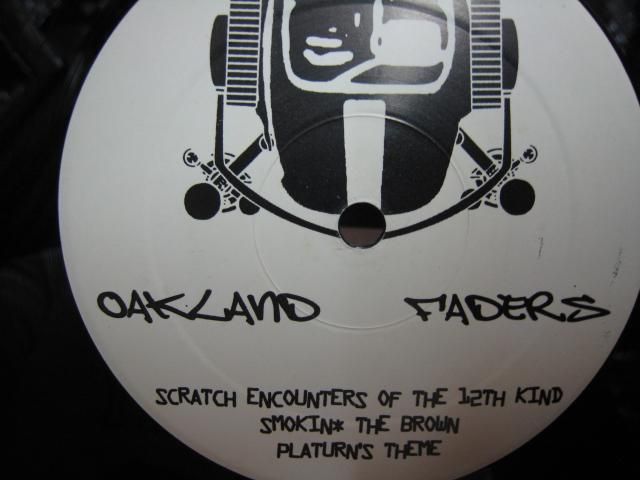 OAKLAND FADERS
SCRATCH ENCOUNTERS OF THE 12TH KIND
SMOKIN* THE BROWN
PLATURN'S THEME